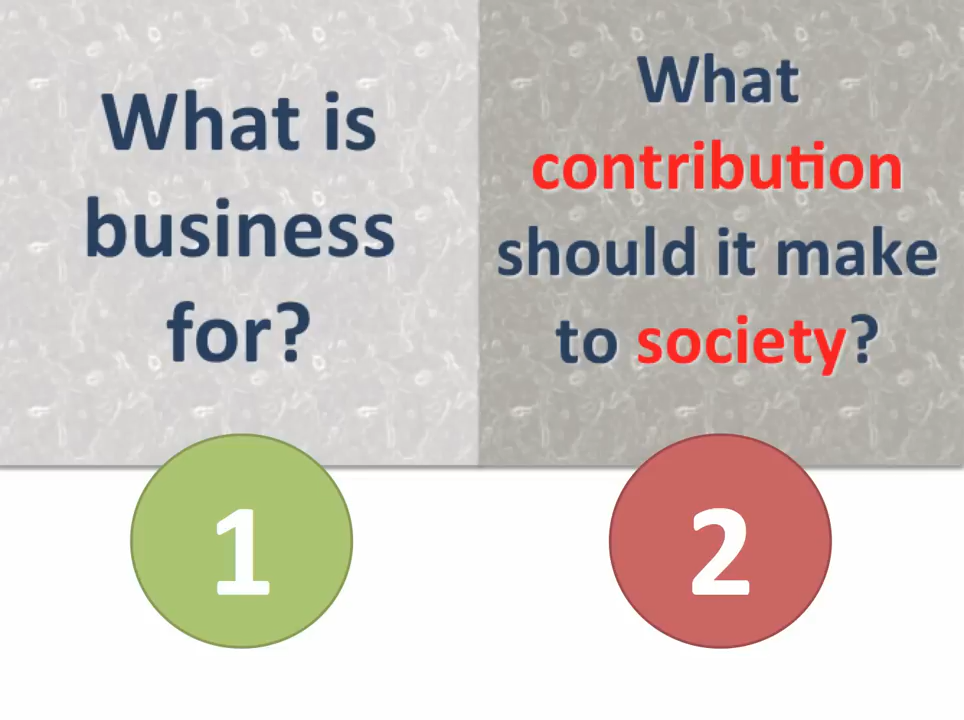 What is
business
for?
1
What
contribution
should it make
to society?
2